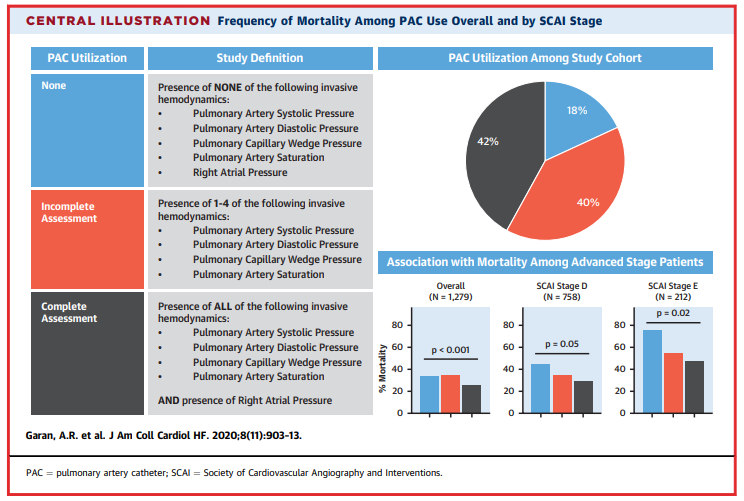 CENTRAL ILLUSTRATION Frequency of Mortality Among PAC Use Overall and by SCAI Stage
PAC Utilization
Study Definition
None
Presence of NONE of the following invasive
hemodynamics:
• Pulmonary Artery Systolic Pressure
• Pulmonary Artery Diastolic Pressure
• Pulmonary Capillary Wedge Pressure
• Pulmonary Artery Saturation
• Right Atrial Pressure
Incomplete
Assessment
Presence of 1-4 of the following invasive
hemodynamics:
• Pulmonary Artery Systolic Pressure
• Pulmonary Artery Diastolic Pressure
• Pulmonary Capillary Wedge Pressure
• Pulmonary Artery Saturation
Complete
Assessment
Presence of ALL of the following invasive
hemodynamics:
• Pulmonary Artery Systolic Pressure
• Pulmonary Artery Diastolic Pressure
• Pulmonary Capillary Wedge Pressure
• Pulmonary Artery Saturation
AND presence of Right Atrial Pressure
PAC Utilization Among Study Cohort
18%
42%
40%
Association with Mortality Among Advanced Stage Patients
% Mortality
Overall
(N = 1,279)
80
60
40
20
0
p < 0.001
SCAI Stage D
(N = 758)
80
60
40
20
0
p = 0.05
SCAI Stage E
(N = 212)
80
60
40
20
0
p = 0.02
Garan, A.R. et al. J Am Coll Cardiol HF. 2020;8(11):903–13.
PAC = pulmonary artery catheter; SCAI = Society of Cardiovascular Angiography and Interventions.